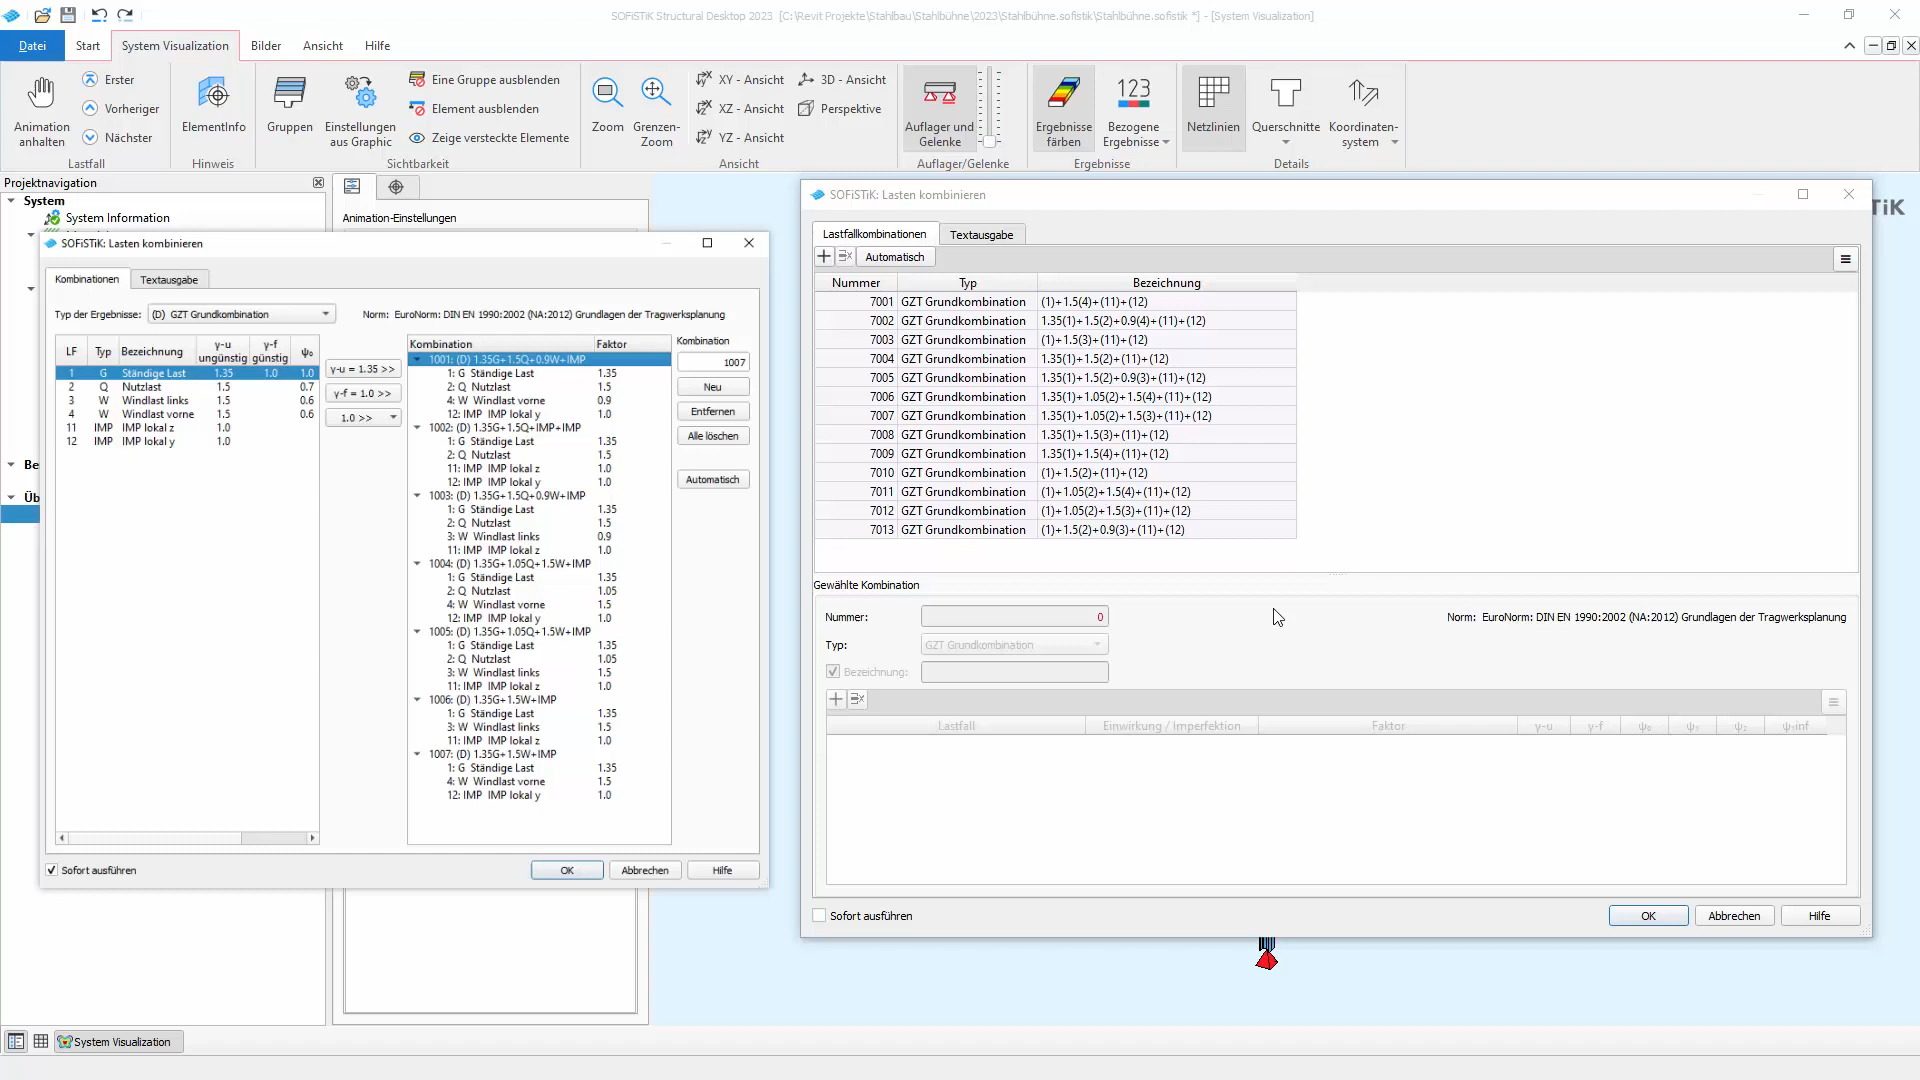 SOFiSTiK Structural Desktop 2023 [C:\Revit Projekte\Stahlbau\Stahlbühne\2023\Stahlbühne.sofistik\Stahlbühne.sofistik *] - [System Visualization]
Datei Start System Visualization Bilder Ansicht Hilfe
Animation anhalten
Erster
Vorheriger
Nächster
Lastfall
ElementInfo
Hinweis
Gruppen
Einstellungen aus Graphic
Eine Gruppe ausblenden
Element ausblenden
Zeige versteckte Elemente
Sichtbarkeit
Zoom
Grenzen-Zoom
XY - Ansicht
XZ - Ansicht
YZ - Ansicht
3D - Ansicht
Perspektive
Ansicht
Auflager und Gelenke
Auflager/Gelenke
Ergebnisse färben
123
Bezogene Ergebnisse
Ergebnisse
Netzlinien
Querschnitte
Koordinaten-system
Details
Projektnavigation
System
System Information
Be
Üb
Animation-Einstellungen
TiK
SOFiSTiK: Lasten kombinieren
Kombinationen Textausgabe
Typ der Ergebnisse: (D) GZT Grundkombination Norm: EuroNorm: DIN EN 1990:2002 (NA:2012) Grundlagen der Tragwerksplanung
LF Typ Bezeichnung γ-u ungünstig γ-f günstig ψ₀
1 G Ständige Last 1.35 1.0 1.0
2 Q Nutzlast 1.5 0.7
3 W Windlast links 1.5 0.6
4 W Windlast vorne 1.5 0.6
11 IMP IMP lokal z 1.0
12 IMP IMP lokal y 1.0
γ-u = 1.35 >>
γ-f = 1.0 >>
1.0 >>
Kombination Faktor
1001: (D) 1.35G+1.5Q+0.9W+IMP
1: G Ständige Last 1.35
2: Q Nutzlast 1.5
4: W Windlast vorne 0.9
12: IMP IMP lokal y 1.0
1002: (D) 1.35G+1.5Q+IMP+IMP
1: G Ständige Last 1.35
2: Q Nutzlast 1.5
11: IMP IMP lokal z 1.0
12: IMP IMP lokal y 1.0
1003: (D) 1.35G+1.5Q+0.9W+IMP
1: G Ständige Last 1.35
2: Q Nutzlast 1.5
3: W Windlast links 0.9
11: IMP IMP lokal z 1.0
1004: (D) 1.35G+1.05Q+1.5W+IMP
1: G Ständige Last 1.35
2: Q Nutzlast 1.05
4: W Windlast vorne 1.5
12: IMP IMP lokal y 1.0
1005: (D) 1.35G+1.05Q+1.5W+IMP
1: G Ständige Last 1.35
2: Q Nutzlast 1.05
3: W Windlast links 1.5
11: IMP IMP lokal z 1.0
1006: (D) 1.35G+1.5W+IMP
1: G Ständige Last 1.35
3: W Windlast links 1.5
11: IMP IMP lokal z 1.0
1007: (D) 1.35G+1.5W+IMP
1: G Ständige Last 1.35
4: W Windlast vorne 1.5
12: IMP IMP lokal y 1.0
Kombination
1007
Neu
Entfernen
Alle löschen
Automatisch
Sofort ausführen OK Abbrechen Hilfe
SOFiSTiK: Lasten kombinieren
Lastfallkombinationen Textausgabe
Automatisch
Nummer Typ Bezeichnung
7001 GZT Grundkombination (1)+1.5(4)+(11)+(12)
7002 GZT Grundkombination 1.35(1)+1.5(2)+0.9(4)+(11)+(12)
7003 GZT Grundkombination (1)+1.5(3)+(11)+(12)
7004 GZT Grundkombination 1.35(1)+1.5(2)+(11)+(12)
7005 GZT Grundkombination 1.35(1)+1.5(2)+0.9(3)+(11)+(12)
7006 GZT Grundkombination 1.35(1)+1.05(2)+1.5(4)+(11)+(12)
7007 GZT Grundkombination 1.35(1)+1.05(2)+1.5(3)+(11)+(12)
7008 GZT Grundkombination 1.35(1)+1.5(3)+(11)+(12)
7009 GZT Grundkombination 1.35(1)+1.5(4)+(11)+(12)
7010 GZT Grundkombination (1)+1.5(2)+(11)+(12)
7011 GZT Grundkombination (1)+1.05(2)+1.5(4)+(11)+(12)
7012 GZT Grundkombination (1)+1.05(2)+1.5(3)+(11)+(12)
7013 GZT Grundkombination (1)+1.5(2)+0.9(3)+(11)+(12)
Gewählte Kombination
Nummer: 0 Norm: EuroNorm: DIN EN 1990:2002 (NA:2012) Grundlagen der Tragwerksplanung
Typ: GZT Grundkombination
Bezeichnung:
Lastfall Einwirkung / Imperfektion Faktor γ-u γ-f ψ₀ ψ₁ ψ₂ ψ₁inf
Sofort ausführen OK Abbrechen Hilfe
System Visualization